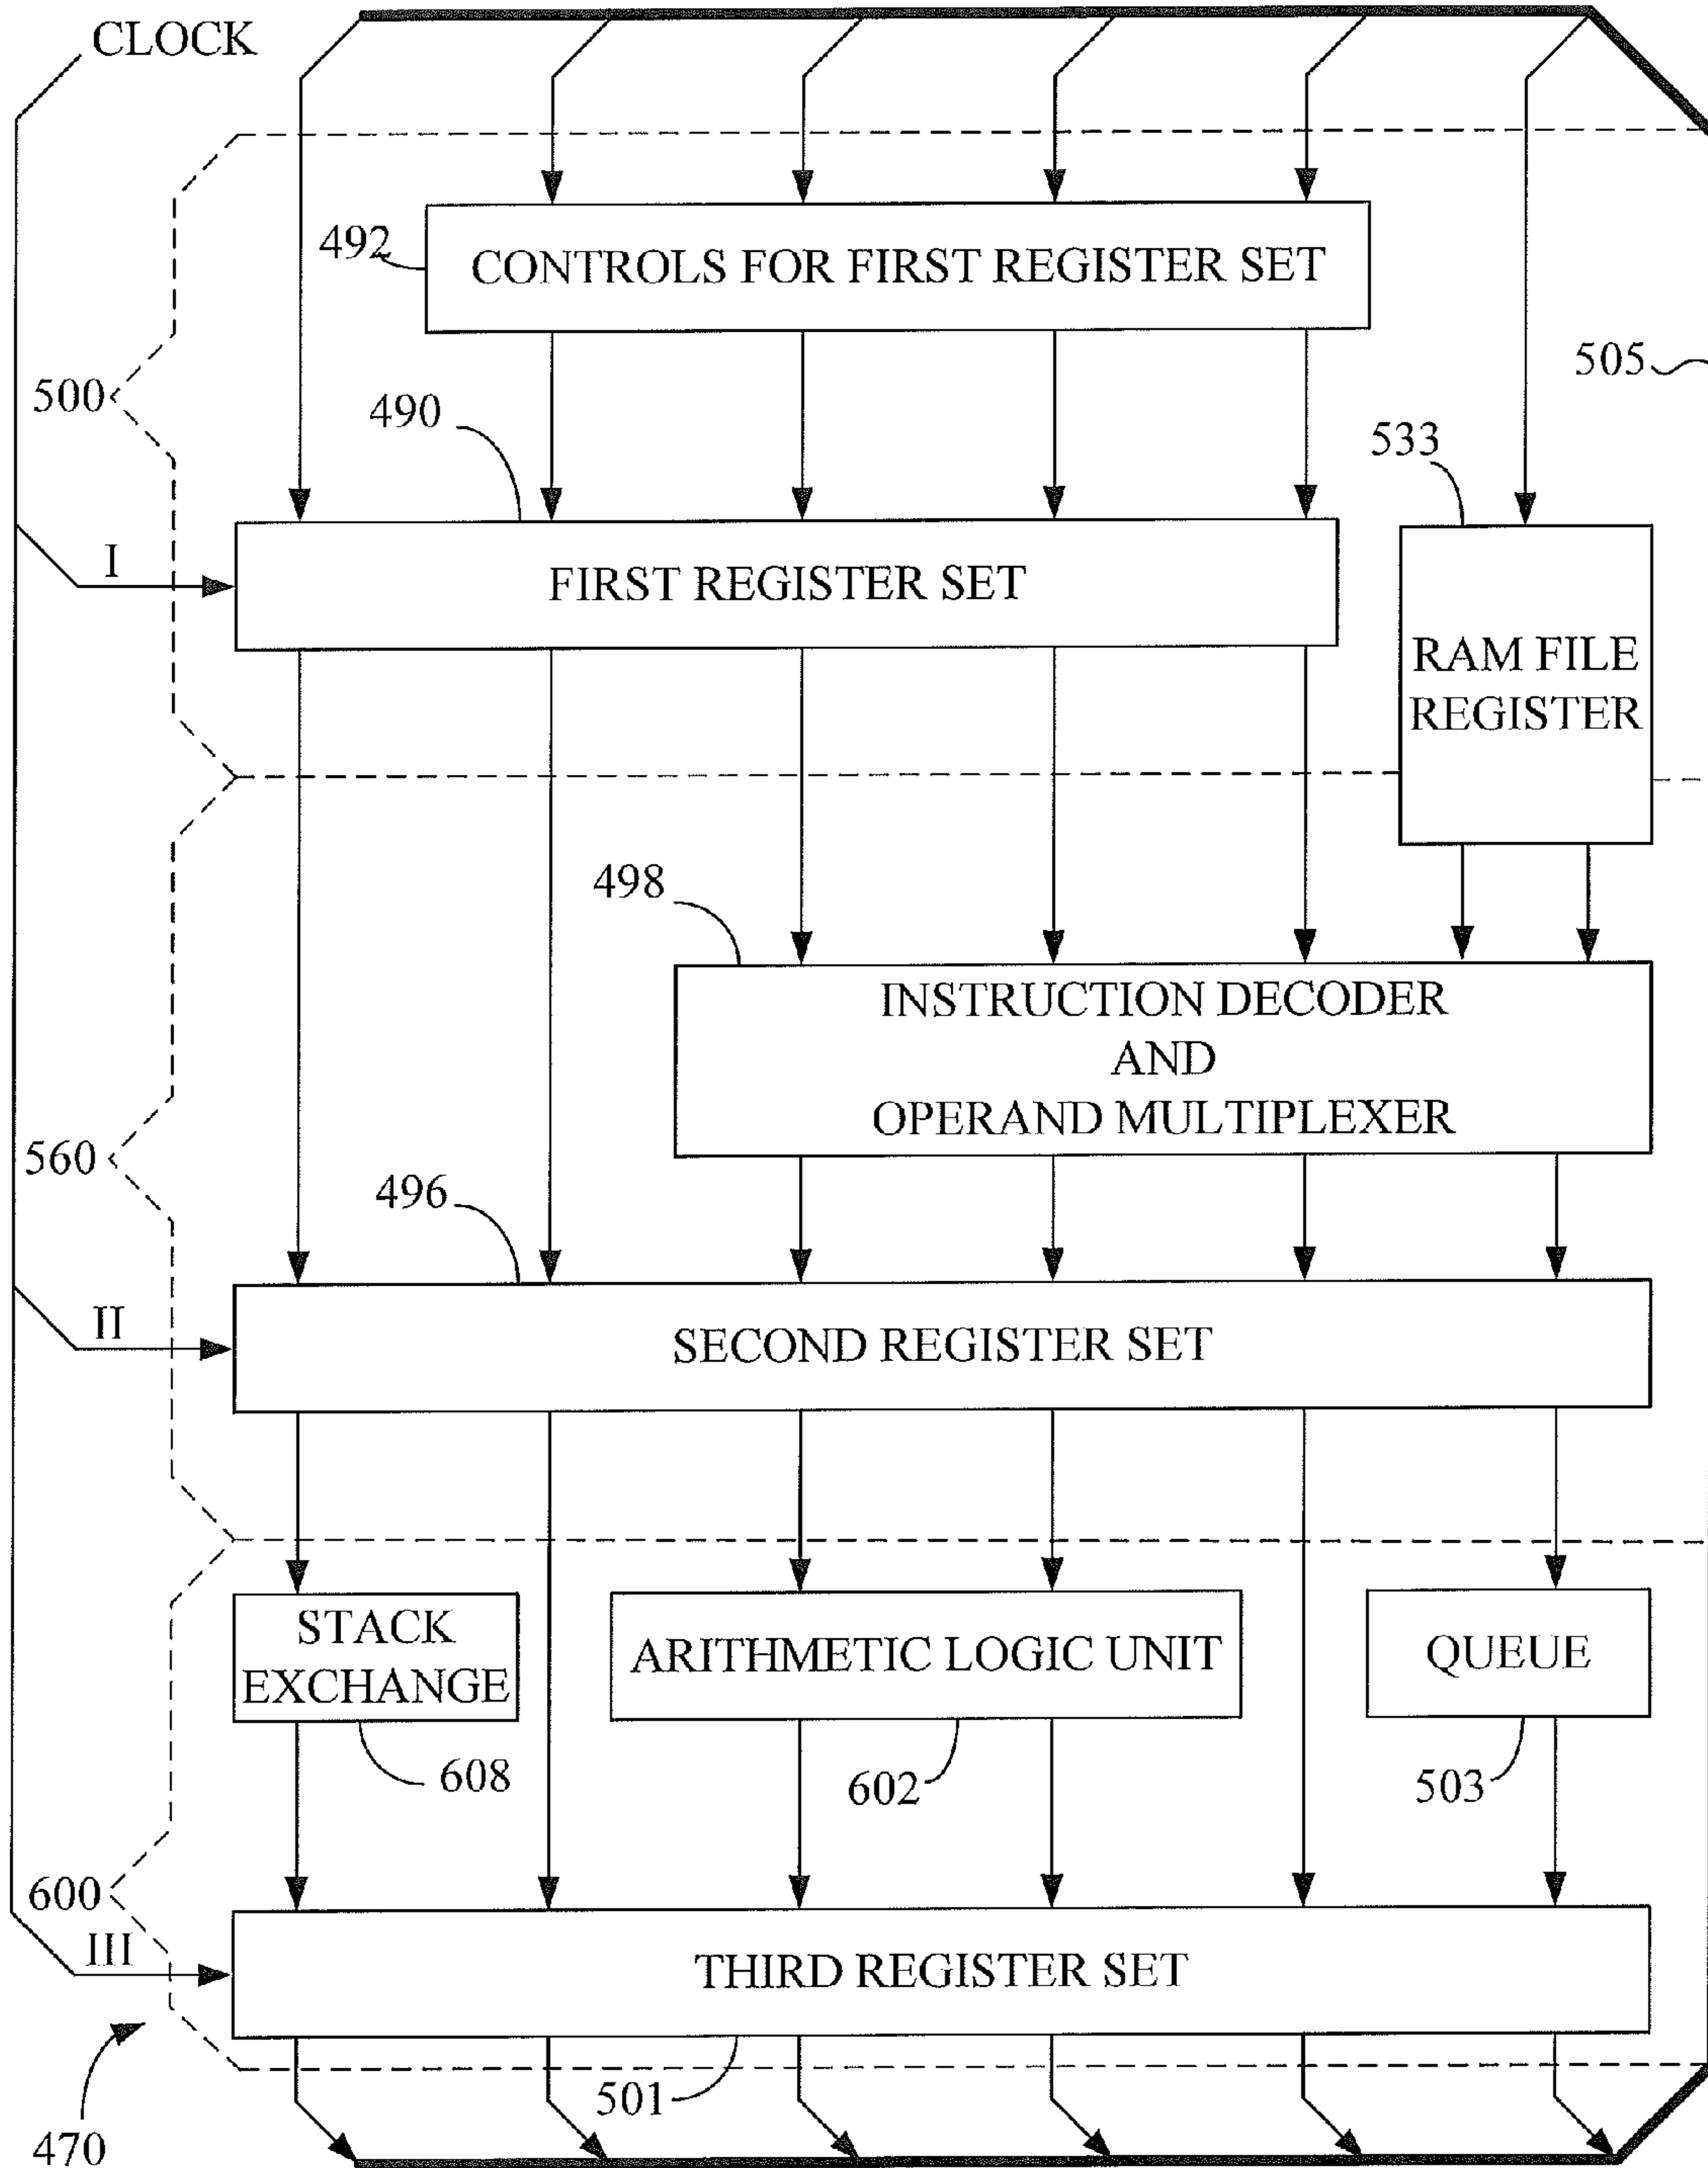 CLOCK
492
CONTROLS FOR FIRST REGISTER SET
505
500
490
533
I
FIRST REGISTER SET
RAM FILE
REGISTER
498
INSTRUCTION DECODER
AND
OPERAND MULTIPLEXER
560
496
II
SECOND REGISTER SET
STACK
EXCHANGE
ARITHMETIC LOGIC UNIT
QUEUE
608
602
503
600
III
THIRD REGISTER SET
501
470